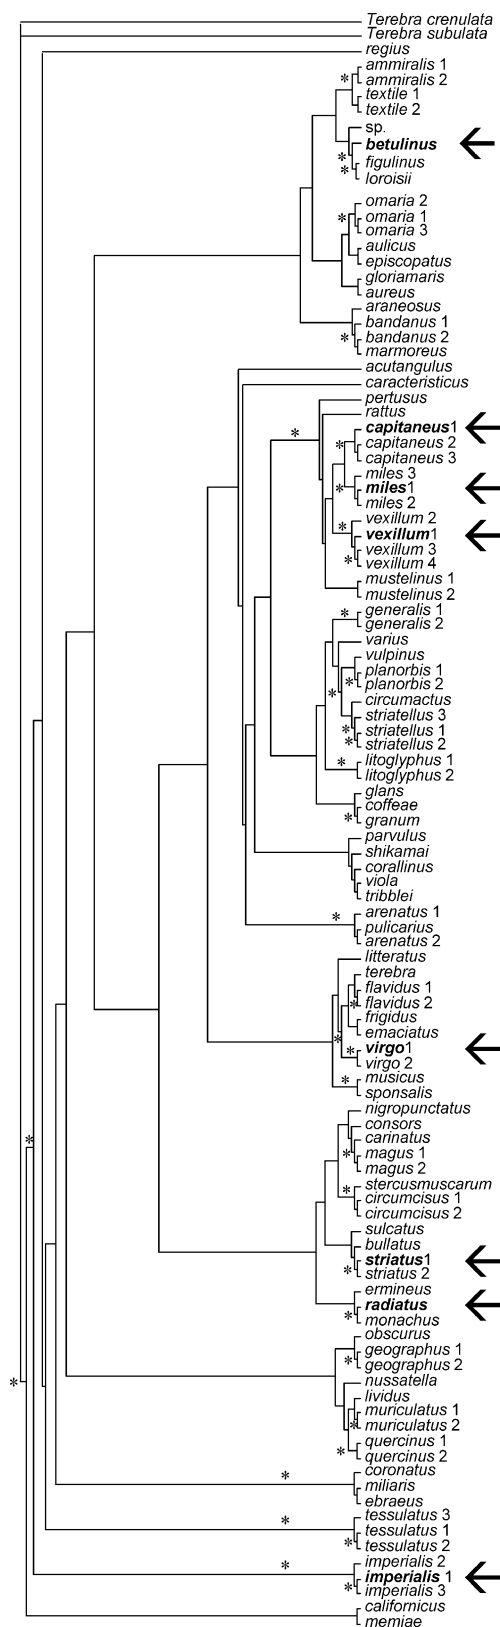 Terebra crenulata
Terebra subulata
regius
ammiralis 1
ammiralis 2
textile 1
textile 2
sp.
betulinus
figulinus
loroisii
omaria 2
omaria 1
omaria 3
aulicus
episcopatus
gloriamaris
aureus
araneosus
bandanus 1
bandanus 2
marmoreus
acutangulus
caracteristicus
pertusus
rattus
capitaneus1
capitaneus 2
capitaneus 3
miles 3
miles1
miles 2
vexillum 2
vexillum1
vexillum 3
vexillum 4
mustelinus 1
mustelinus 2
generalis 1
generalis 2
varius
vulpinus
planorbis 1
planorbis 2
circumactus
striatellus 3
striatellus 1
striatellus 2
litoglyphus 1
litoglyphus 2
glans
coffeae
granum
parvulus
shikamai
corallinus
viola
tribblei
arenatus 1
pulicarius
arenatus 2
litteratus
terebra
flavidus 1
flavidus 2
frigidus
emaciatus
virgo1
virgo 2
musicus
sponsalis
nigropunctatus
consors
carinatus
magus 1
magus 2
stercusmuscarum
circumcisus 1
circumcisus 2
sulcatus
bullatus
striatus1
striatus 2
ermineus
radiatus
monachus
obscurus
geographus 1
geographus 2
nussatella
lividus
muriculatus 1
muriculatus 2
quercinus 1
quercinus 2
coronatus
miliaris
ebraeus
tessulatus 3
tessulatus 1
tessulatus 2
imperialis 2
imperialis 1
imperialis 3
californicus
memiae